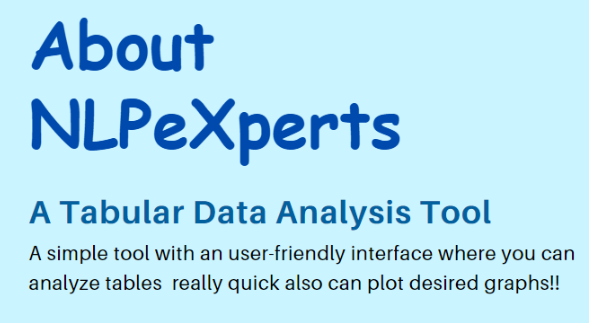 About
NLPeXperts
A Tabular Data Analysis Tool
A simple tool with an user-friendly interface where you can
analyze tables  really quick also can plot desired graphs!!